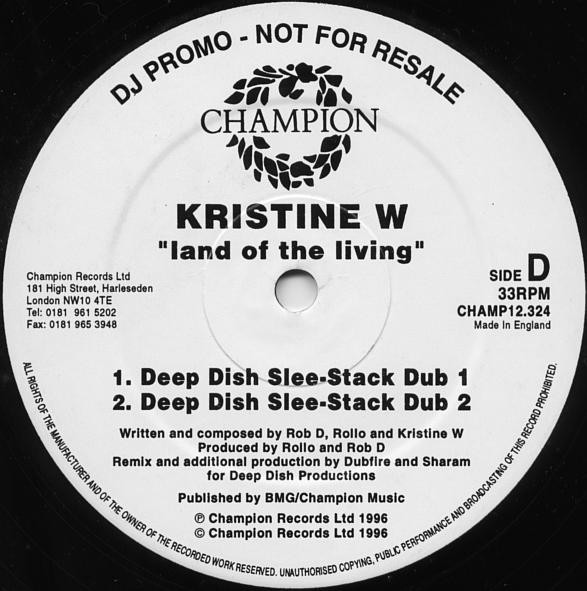 DJ PROMO - NOT FOR RESALE
CHAMPION
KRISTINE W
"land of the living"
Champion Records Ltd
181 High Street, Harleseden
London NW10 4TE
Tel: 0181 961 5202
Fax: 0181 965 3948
SIDE D
33RPM
CHAMP12.324
Made In England
1. Deep Dish Slee-Stack Dub 1
2. Deep Dish Slee-Stack Dub 2
Written and composed by Rob D, Rollo and Kristine W
Produced by Rollo and Rob D
Remix and additional production by Dubfire and Sharam
for Deep Dish Productions
Published by BMG/Champion Music
℗ Champion Records Ltd 1996
© Champion Records Ltd 1996
ALL RIGHTS OF THE MANUFACTURER AND OF THE OWNER OF THE RECORDED WORK RESERVED. UNAUTHORISED COPYING, PUBLIC PERFORMANCE AND BROADCASTING OF THIS RECORD PROHIBITED.